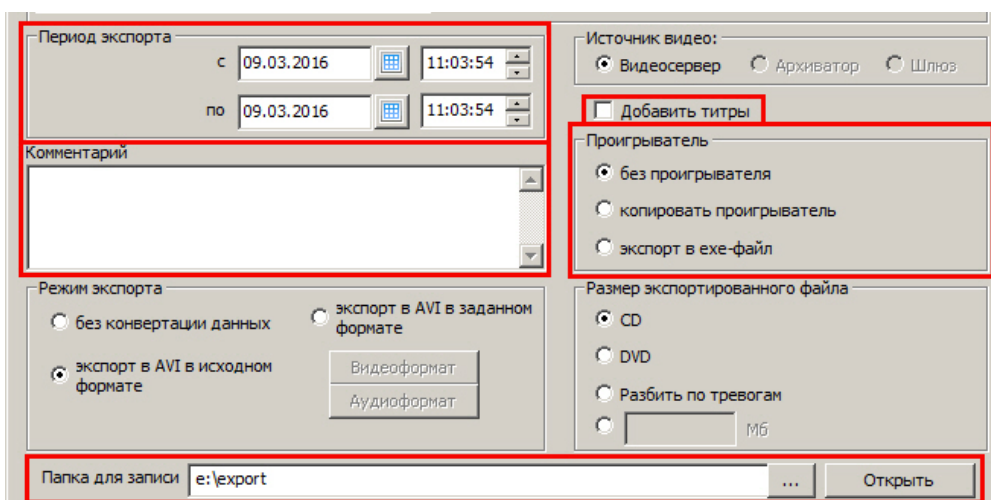 Период экспорта
с 09.03.2016 11:03:54
по 09.03.2016 11:03:54
Комментарий
Режим экспорта
без конвертации данных
экспорт в AVI в заданном
формате
экспорт в AVI в исходном
формате
Видеоформат
Аудиоформат
Источник видео:
Видеосервер Архиватор Шлюз
Добавить титры
Проигрыватель
без проигрывателя
копировать проигрыватель
экспорт в exe-файл
Размер экспортированного файла
CD
DVD
Разбить по тревогам
Мб
Папка для записи e:\export ... Открыть